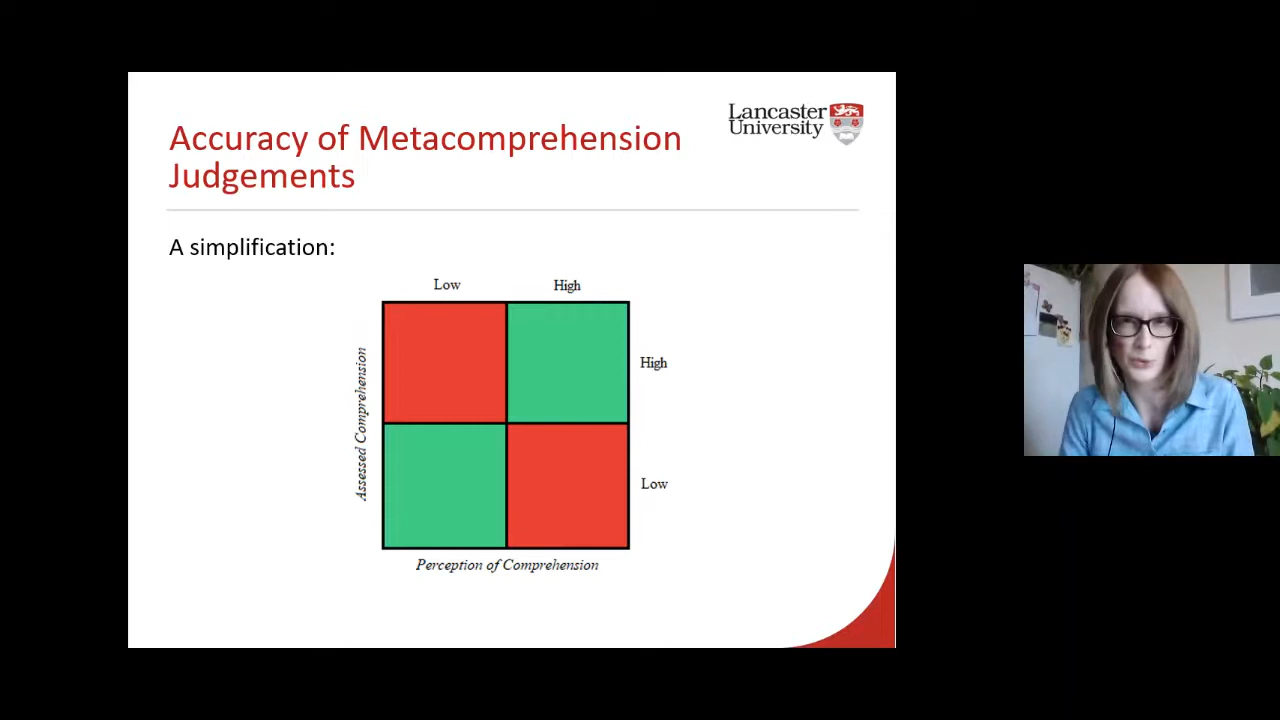 Accuracy of Metacomprehension
Judgements
Lancaster
University
A simplification:
Low
High
Assessed Comprehension
High
Low
Perception of Comprehension